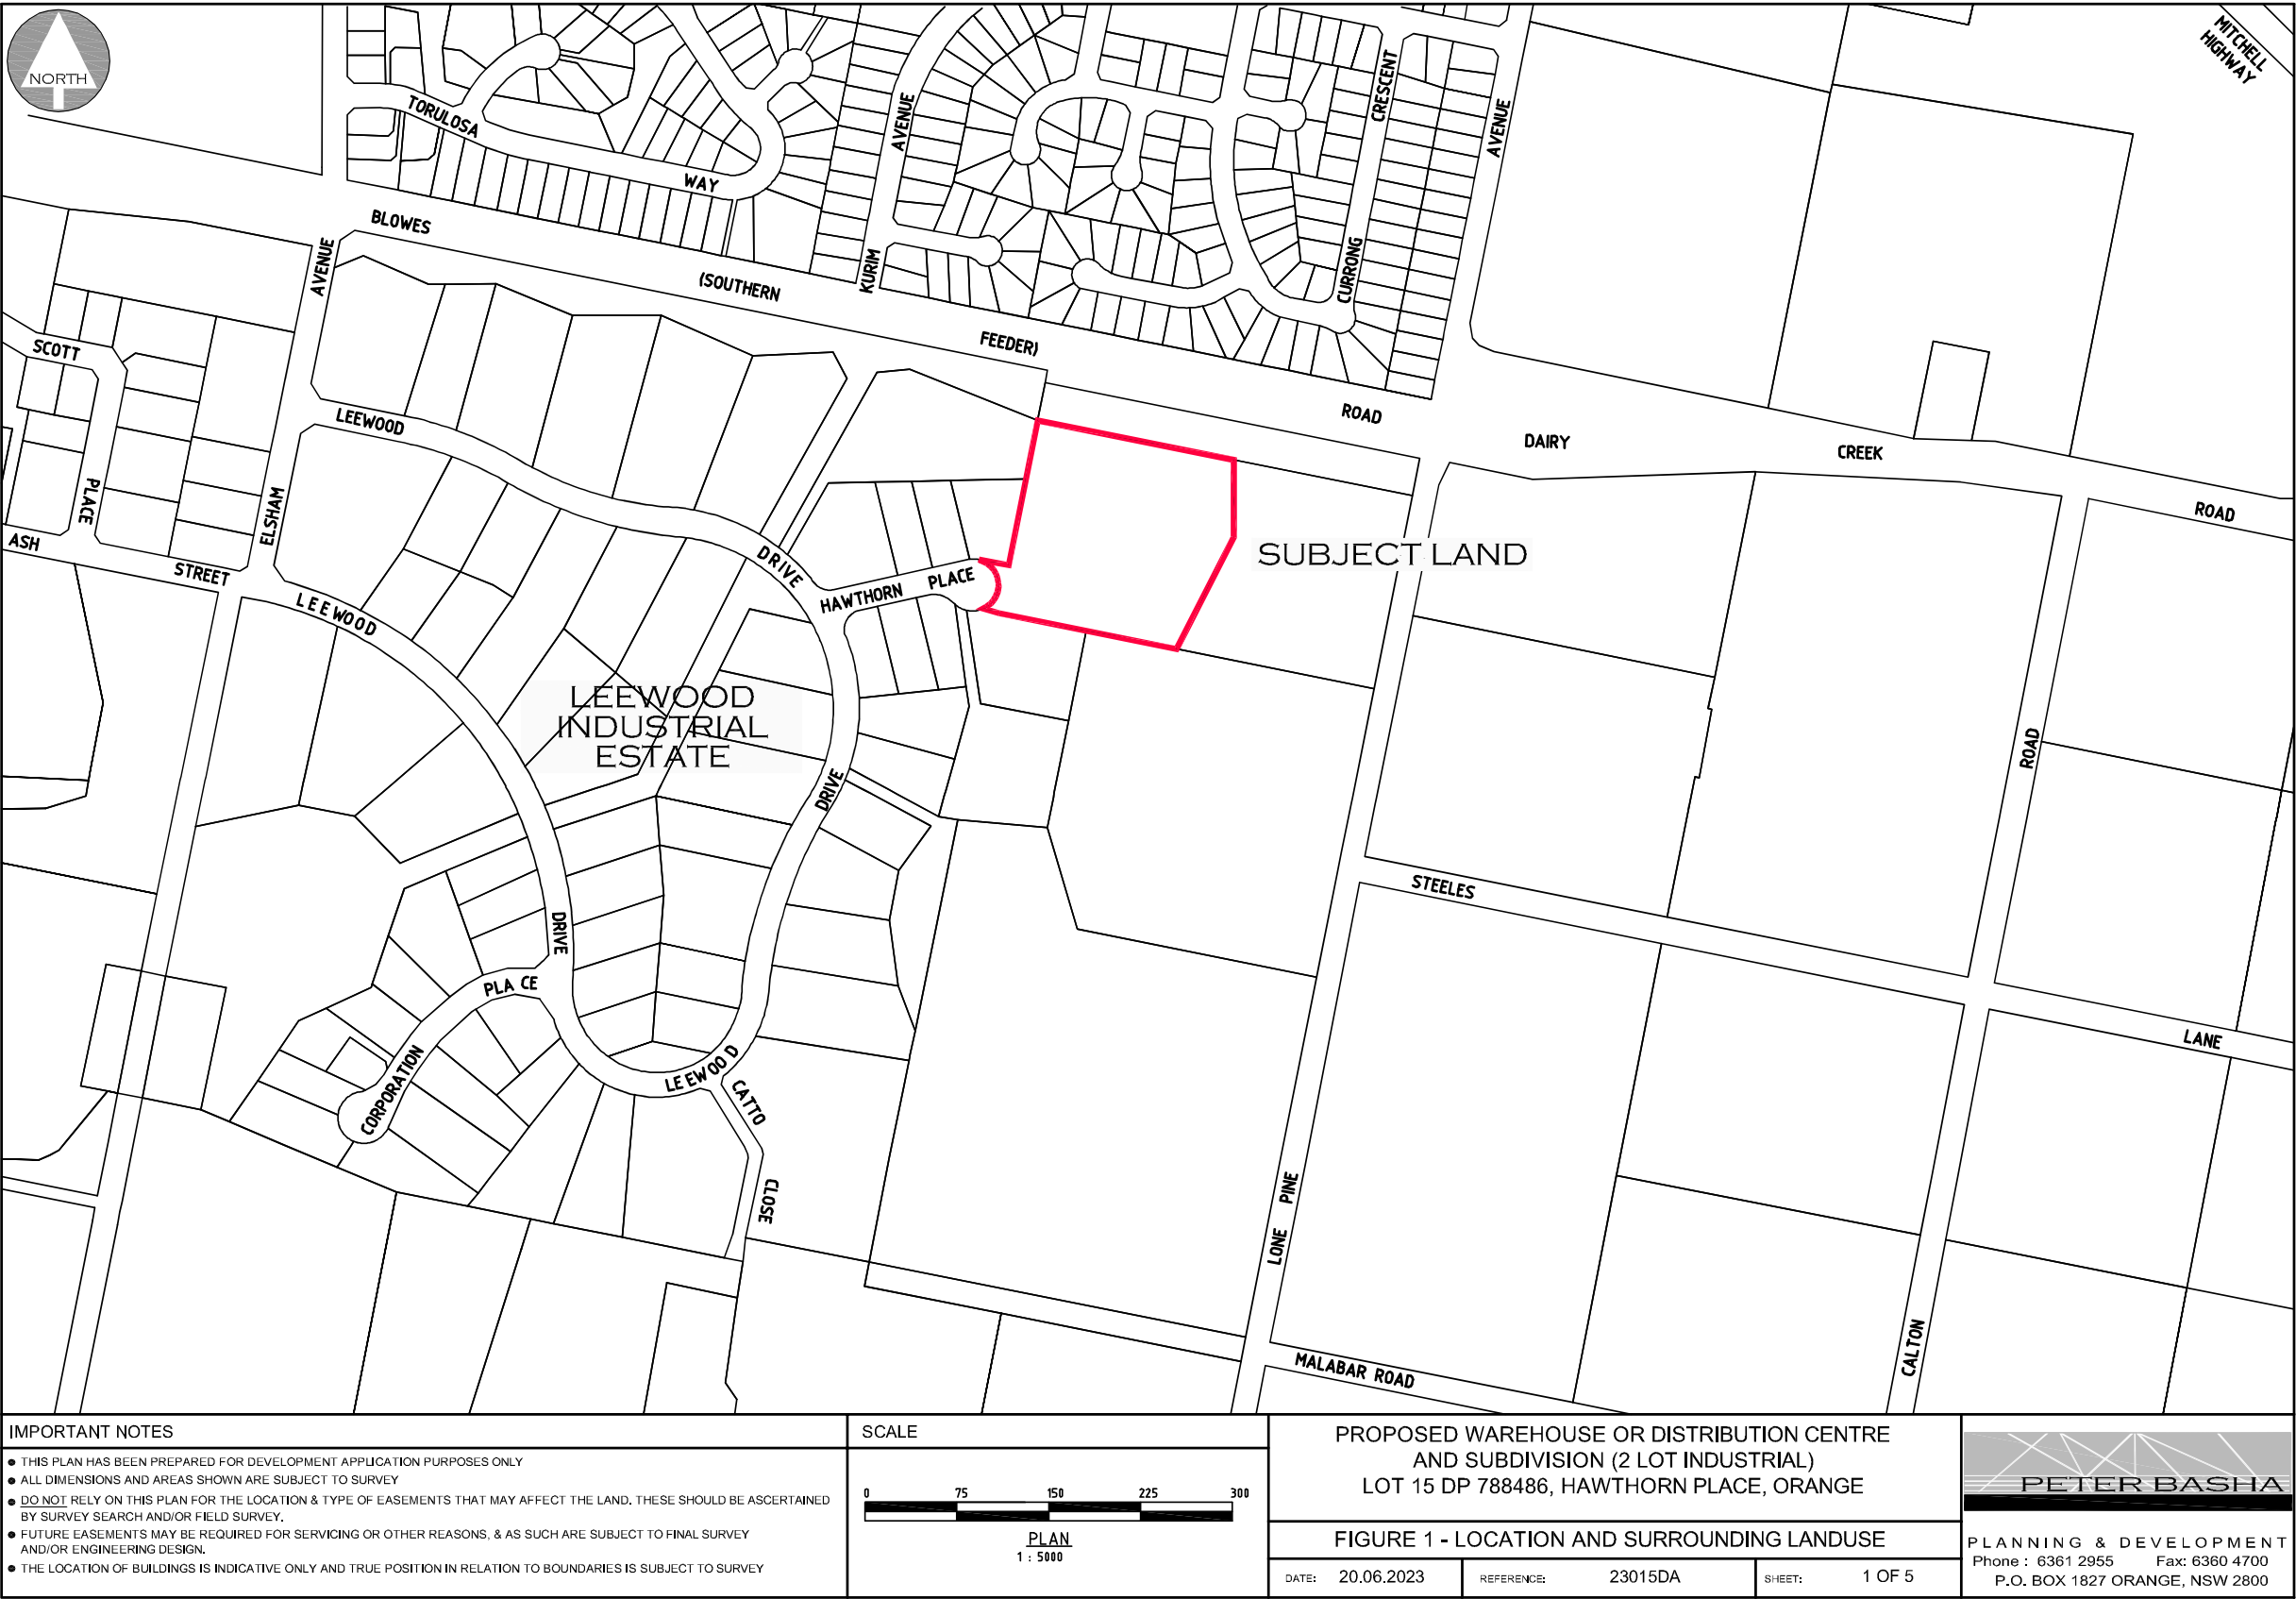 NORTH
MITCHELL
HIGHWAY
TORULOSA
WAY
AVENUE
CRESCENT
AVENUE
BLOWES
(SOUTHERN
KURIM
FEEDER)
CURRONG
ROAD
DAIRY
CREEK
ROAD
AVENUE
SCOTT
PLACE
ELSHAM
LEEWOOD
ASH
STREET
LEEWOOD
DRIVE
HAWTHORN PLACE
SUBJECT LAND
LEEWOOD
INDUSTRIAL
ESTATE
DRIVE
ROAD
STEELES
LANE
DRIVE
PLA CE
CORPORATION
LEEWOOD
CATTO
CLOSE
LONE PINE
MALABAR ROAD
CALTON
IMPORTANT NOTES
THIS PLAN HAS BEEN PREPARED FOR DEVELOPMENT APPLICATION PURPOSES ONLY
ALL DIMENSIONS AND AREAS SHOWN ARE SUBJECT TO SURVEY
DO NOT RELY ON THIS PLAN FOR THE LOCATION & TYPE OF EASEMENTS THAT MAY AFFECT THE LAND. THESE SHOULD BE ASCERTAINED
BY SURVEY SEARCH AND/OR FIELD SURVEY.
FUTURE EASEMENTS MAY BE REQUIRED FOR SERVICING OR OTHER REASONS, & AS SUCH ARE SUBJECT TO FINAL SURVEY
AND/OR ENGINEERING DESIGN.
THE LOCATION OF BUILDINGS IS INDICATIVE ONLY AND TRUE POSITION IN RELATION TO BOUNDARIES IS SUBJECT TO SURVEY
SCALE
0 75 150 225 300
PLAN
1 : 5000
PROPOSED WAREHOUSE OR DISTRIBUTION CENTRE
AND SUBDIVISION (2 LOT INDUSTRIAL)
LOT 15 DP 788486, HAWTHORN PLACE, ORANGE
FIGURE 1 - LOCATION AND SURROUNDING LANDUSE
DATE: 20.06.2023 REFERENCE: 23015DA SHEET: 1 OF 5
PETER BASHA
PLANNING & DEVELOPMENT
Phone : 6361 2955 Fax: 6360 4700
P.O. BOX 1827 ORANGE, NSW 2800